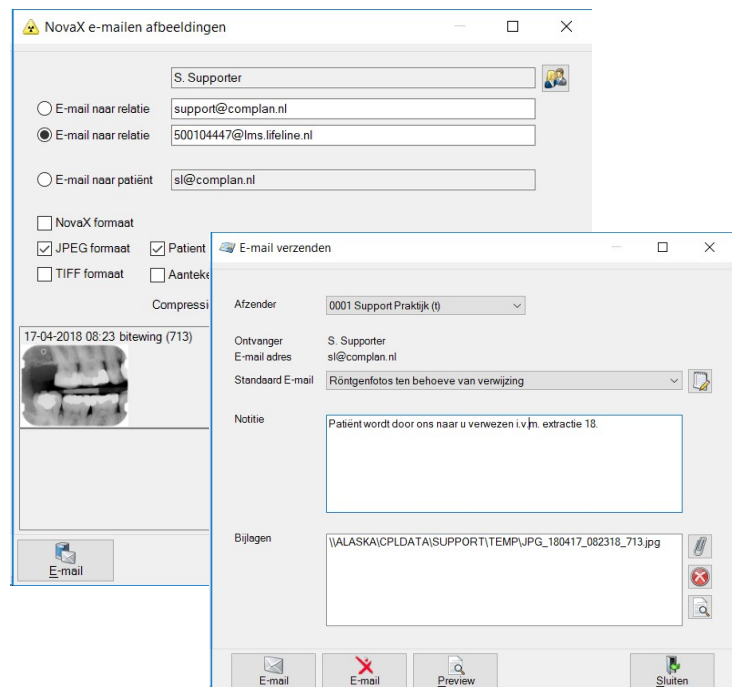 NovaX e-mailen afbeeldingen
S. Supporter
E-mail naar relatie support@complan.nl
E-mail naar relatie 500104447@lms.lifeline.nl
E-mail naar patiënt sl@complan.nl
NovaX formaat
JPEG formaat Patient
TIFF formaat Aanteke
Compressi
17-04-2018 08:23 bitewing (713)
E-mail
E-mail verzenden
Afzender 0001 Support Praktijk (t)
Ontvanger S. Supporter
E-mail adres sl@complan.nl
Standaard E-mail Röntgenfotos ten behoeve van verwijzing
Notitie Patiënt wordt door ons naar u verwezen i.v.m. extractie 18.
Bijlagen \\ALASKA\CPLDATA\SUPPORT\TEMP\JPG_180417_082318_713.jpg
E-mail E-mail Preview Sluiten